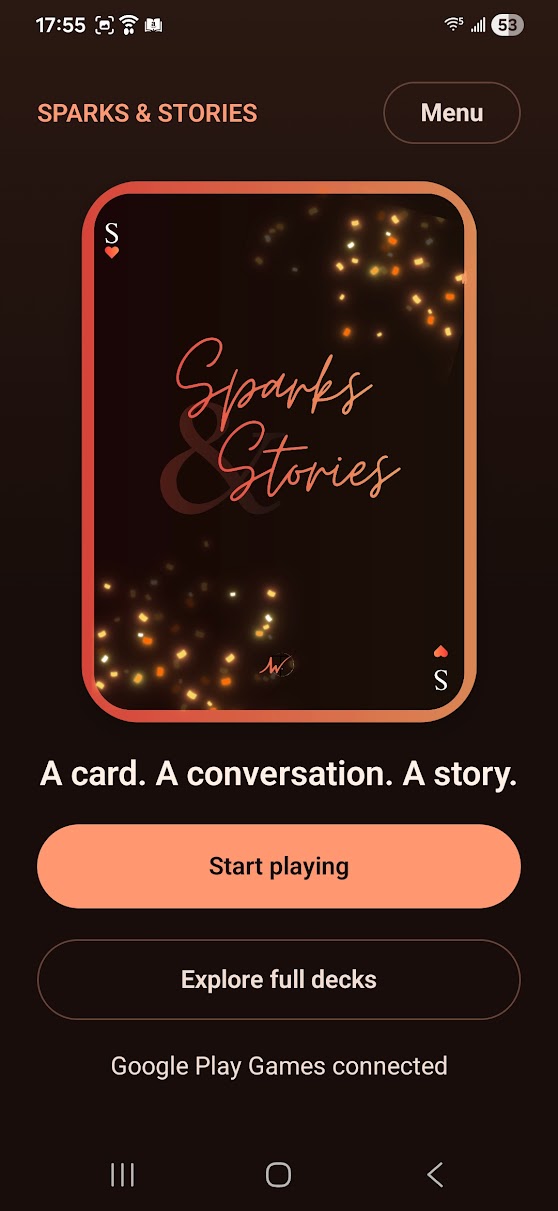 17:55 5 53
SPARKS & STORIES
Menu
S
Sparks
&
Stories
S
A card. A conversation. A story.
Start playing
Explore full decks
Google Play Games connected